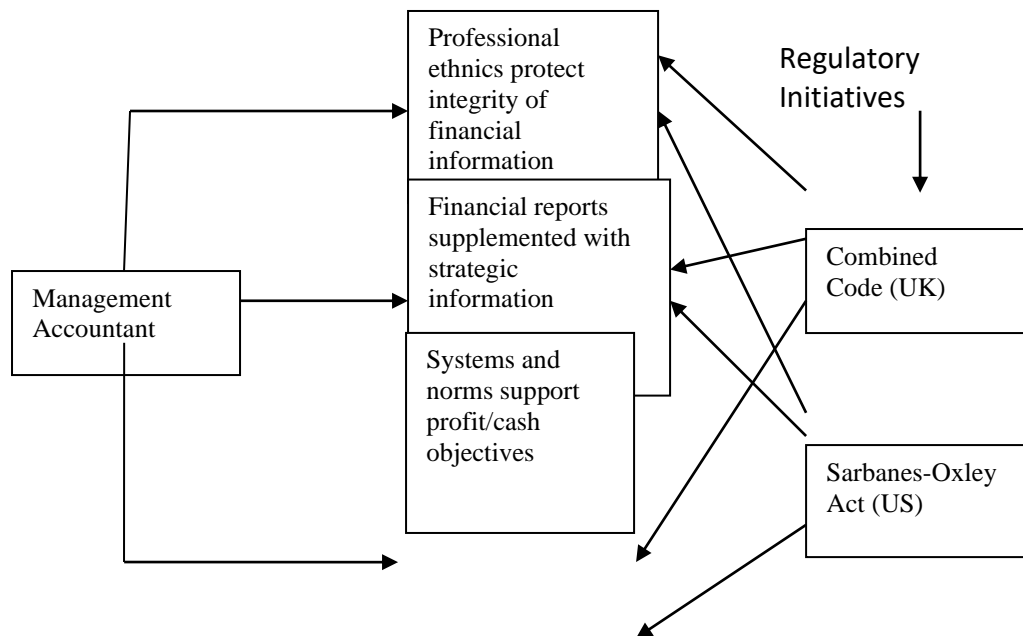 Professional
ethnics protect
integrity of
financial
information
Regulatory
Initiatives
Financial reports
supplemented with
strategic
information
Management
Accountant
Combined
Code (UK)
Systems and
norms support
profit/cash
objectives
Sarbanes-Oxley
Act (US)